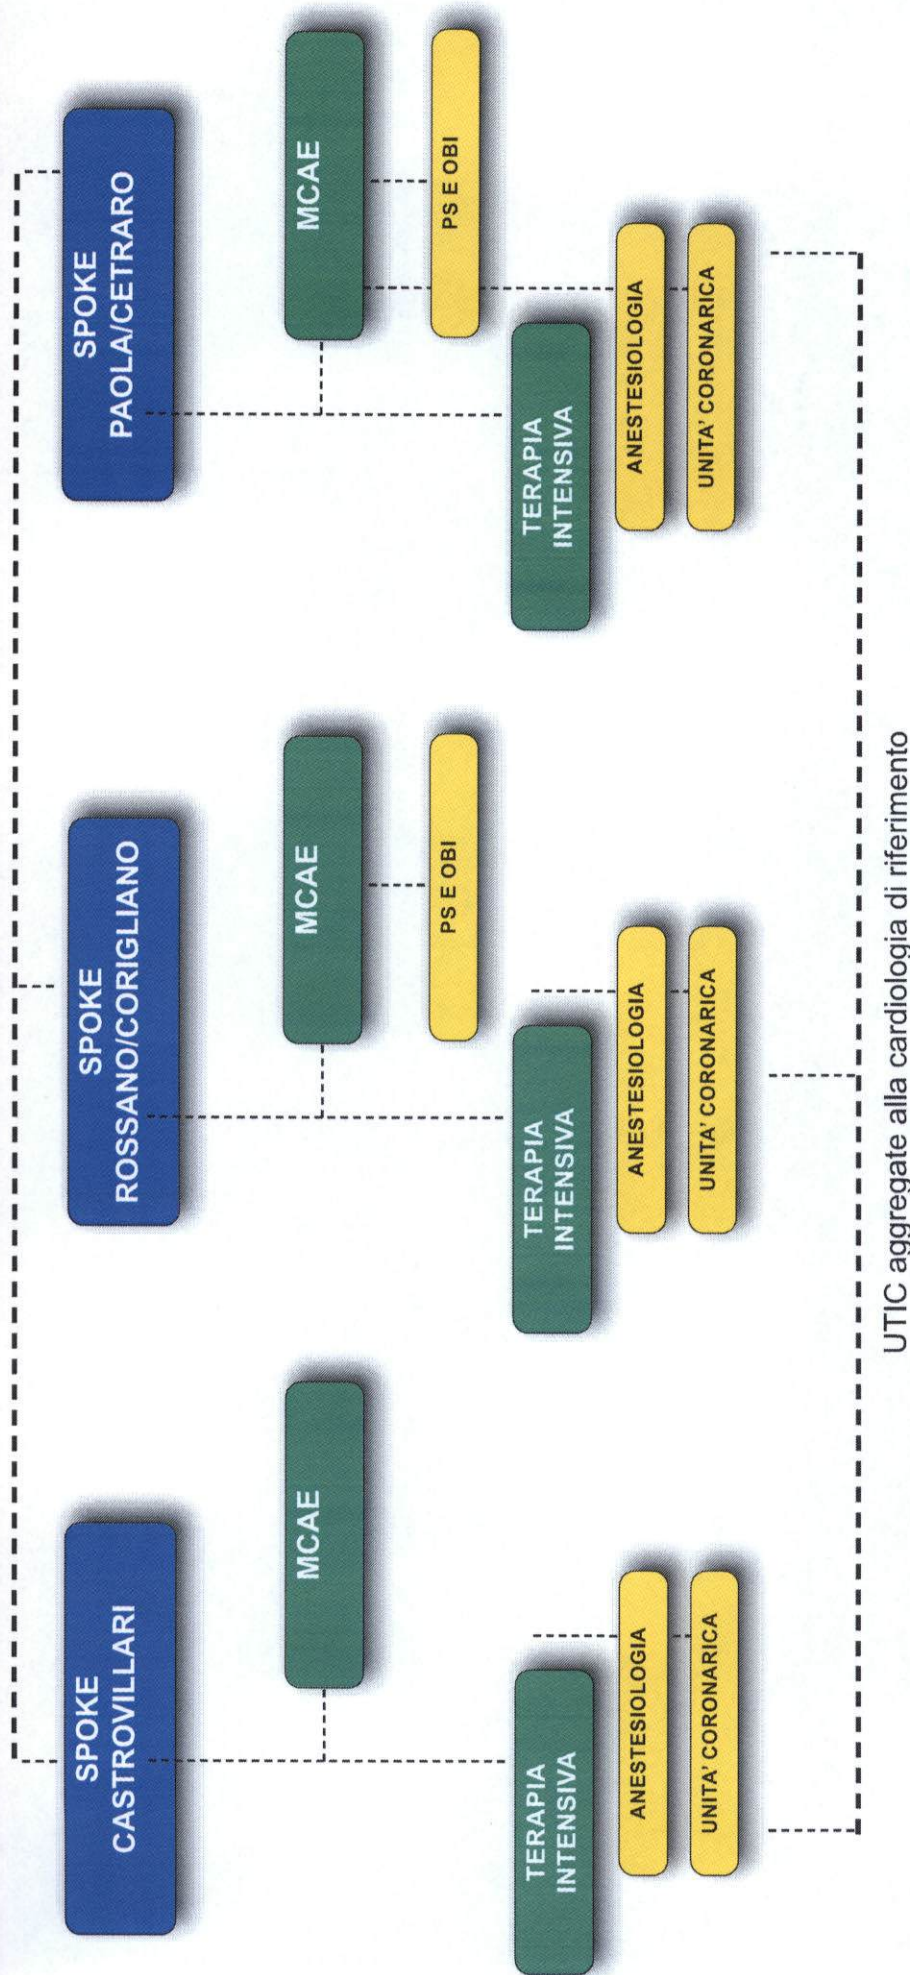 SPOKE
CASTROVILLARI
MCAE
TERAPIA
INTENSIVA
ANESTESIOLOGIA
UNITA' CORONARICA
SPOKE
ROSSANO/CORIGLIANO
MCAE
PS E OBI
TERAPIA
INTENSIVA
ANESTESIOLOGIA
UNITA' CORONARICA
SPOKE
PAOLA/CETRARO
MCAE
PS E OBI
TERAPIA
INTENSIVA
ANESTESIOLOGIA
UNITA' CORONARICA
UTIC aggregate alla cardiologia di riferimento